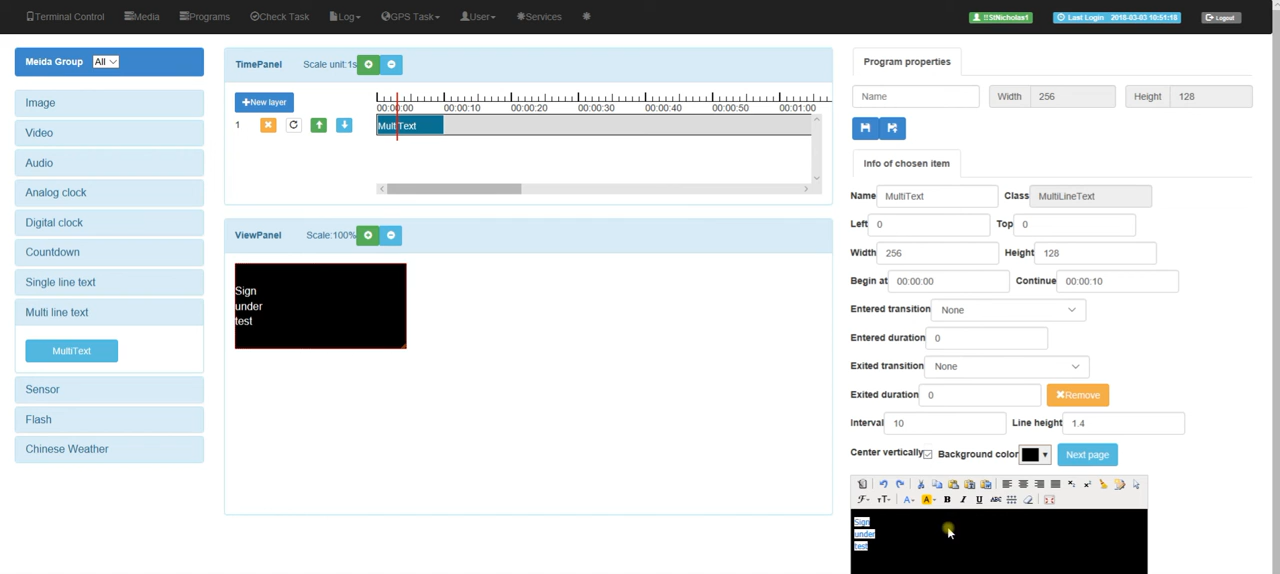 Terminal Control Media Programs Check Task Log GPS Task User Services !!StNicholas1 Last Login 2018-03-03 10:51:18 Logout
Meida Group All
Image
Video
Audio
Analog clock
Digital clock
Countdown
Single line text
Multi line text
MultiText
Sensor
Flash
Chinese Weather
TimePanel Scale unit:1s
New layer
00:00:00 00:00:10 00:00:20 00:00:30 00:00:40 00:00:50 00:01:00
1 MultiText
ViewPanel Scale:100%
Sign
under
test
Program properties
Name Width 256 Height 128
Info of chosen item
Name MultiText Class MultiLineText
Left 0 Top 0
Width 256 Height 128
Begin at 00:00:00 Continue 00:00:10
Entered transition None
Entered duration 0
Exited transition None
Exited duration 0 Remove
Interval 10 Line height 1.4
Center vertically Background color Next page
Sign
under
test